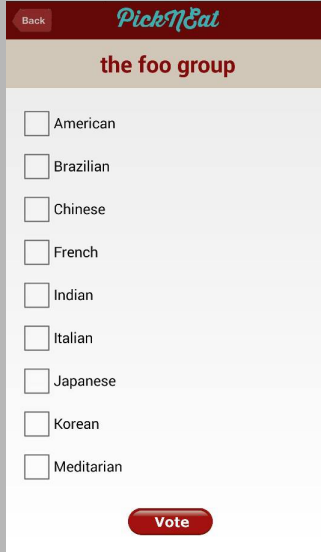 Back
PickNEat
the foo group
American
Brazilian
Chinese
French
Indian
Italian
Japanese
Korean
Meditarian
Vote